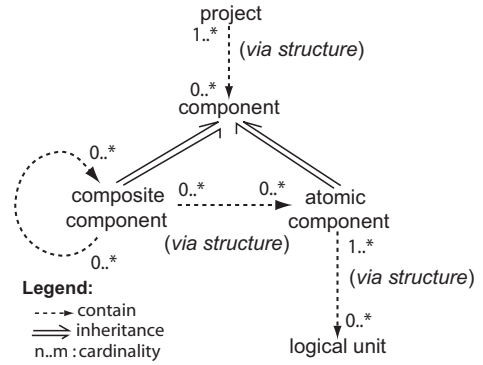 project
1..*
(via structure)
0..*
component
0..*
composite
component
0..*
0..*
0..*
atomic
component
(via structure)
1..*
(via structure)
0..*
logical unit
Legend:
contain
inheritance
n..m : cardinality